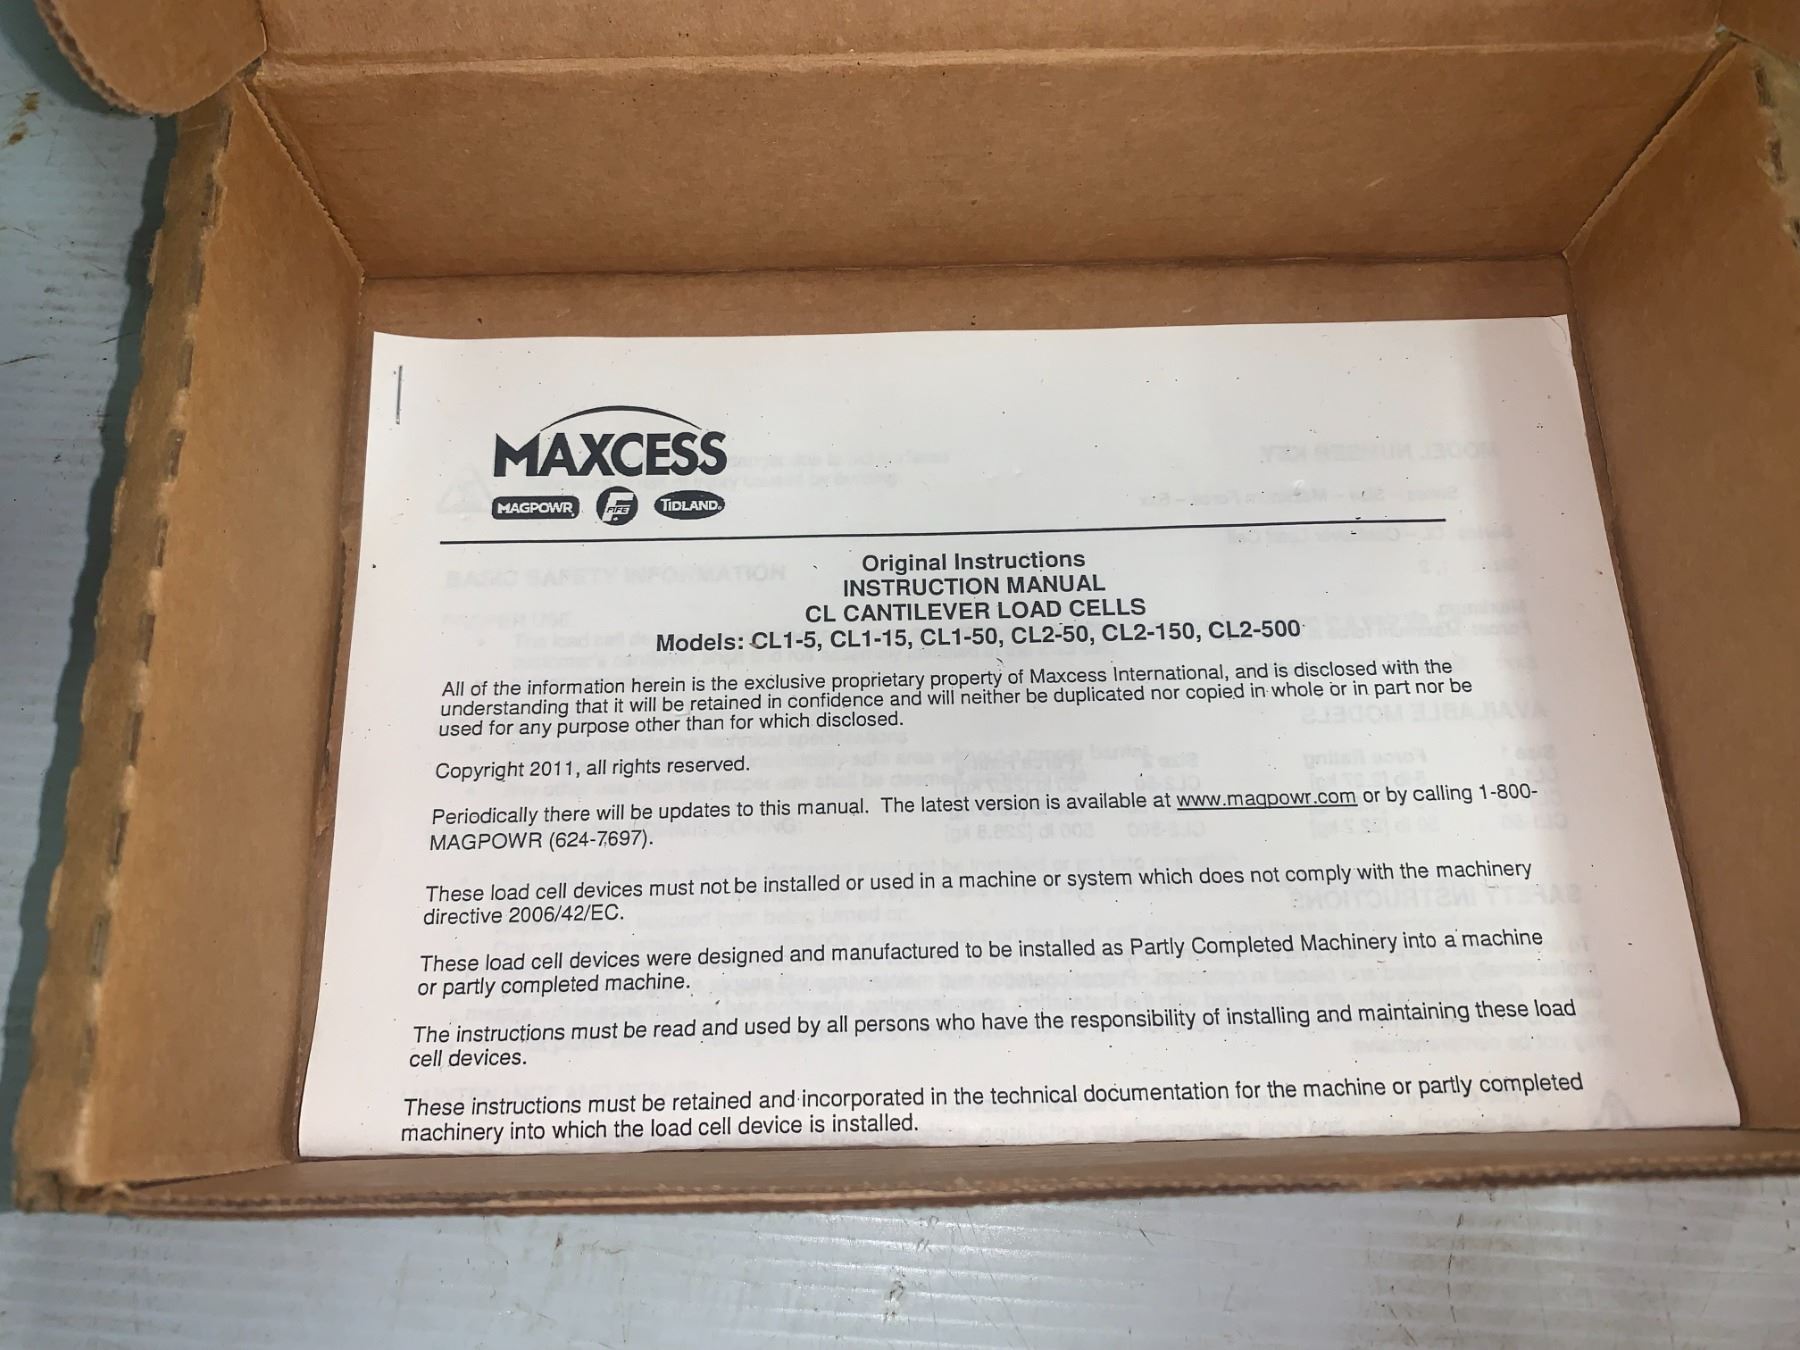 MAXCESS
MAGPOWR FIFE TIDLAND
Original Instructions
INSTRUCTION MANUAL
CL CANTILEVER LOAD CELLS
Models: CL1-5, CL1-15, CL1-50, CL2-50, CL2-150, CL2-500
All of the information herein is the exclusive proprietary property of Maxcess International, and is disclosed with the
understanding that it will be retained in confidence and will neither be duplicated nor copied in whole or in part nor be
used for any purpose other than for which disclosed.
Copyright 2011, all rights reserved.
Periodically there will be updates to this manual. The latest version is available at www.magpowr.com or by calling 1-800-
MAGPOWR (624-7697).
These load cell devices must not be installed or used in a machine or system which does not comply with the machinery
directive 2006/42/EC.
These load cell devices were designed and manufactured to be installed as Partly Completed Machinery into a machine
or partly completed machine.
The instructions must be read and used by all persons who have the responsibility of installing and maintaining these load
cell devices.
These instructions must be retained and incorporated in the technical documentation for the machine or partly completed
machinery into which the load cell device is installed.